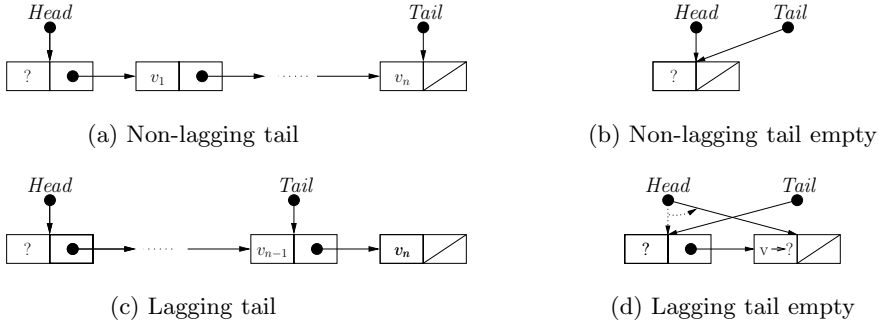 Head Tail Head Tail
? v1 ····· vn ?
(a) Non-lagging tail (b) Non-lagging tail empty
Head Tail Head Tail
? ····· vn−1 vn ? v→?
(c) Lagging tail (d) Lagging tail empty